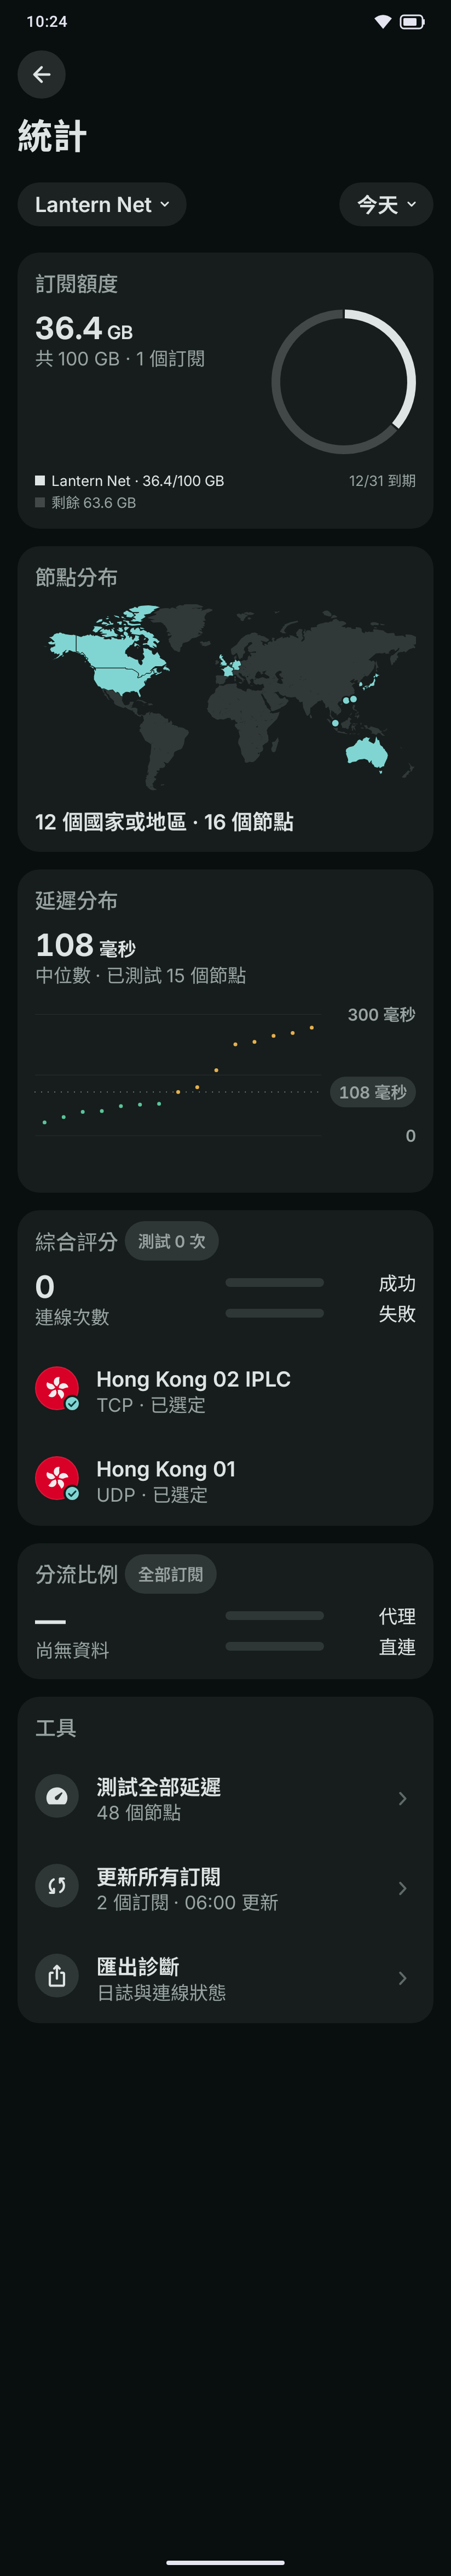 10:24
統計
Lantern Net
今天
訂閱額度
36.4 GB
共 100 GB · 1 個訂閱
Lantern Net · 36.4/100 GB
12/31 到期
剩餘 63.6 GB
節點分布
12 個國家或地區 · 16 個節點
延遲分布
108 毫秒
中位數 · 已測試 15 個節點
300 毫秒
108 毫秒
0
綜合評分
測試 0 次
0
連線次數
成功
失敗
Hong Kong 02 IPLC
TCP · 已選定
Hong Kong 01
UDP · 已選定
分流比例
全部訂閱
—
尚無資料
代理
直連
工具
測試全部延遲
48 個節點
更新所有訂閱
2 個訂閱 · 06:00 更新
匯出診斷
日誌與連線狀態